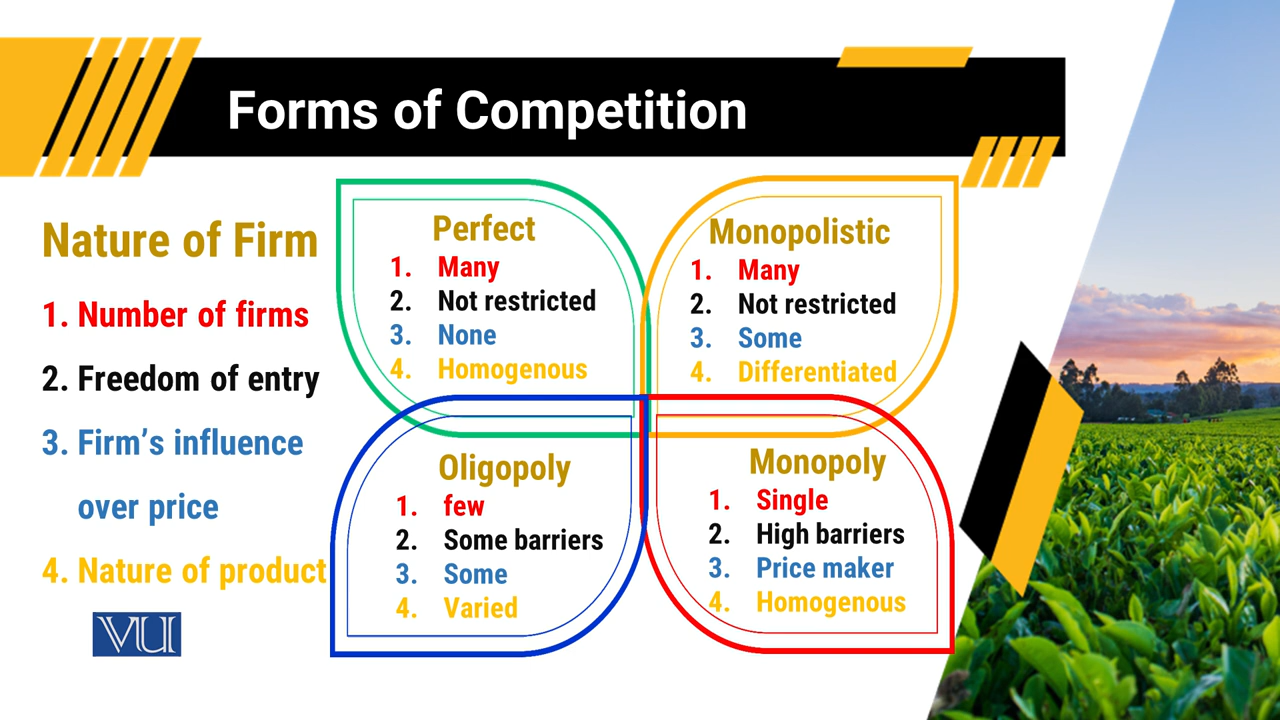 Forms of Competition
Nature of Firm
1. Number of firms
2. Freedom of entry
3. Firm's influence
over price
4. Nature of product
Perfect
1. Many
2. Not restricted
3. None
4. Homogenous
Monopolistic
1. Many
2. Not restricted
3. Some
4. Differentiated
Oligopoly
1. few
2. Some barriers
3. Some
4. Varied
Monopoly
1. Single
2. High barriers
3. Price maker
4. Homogenous
VU